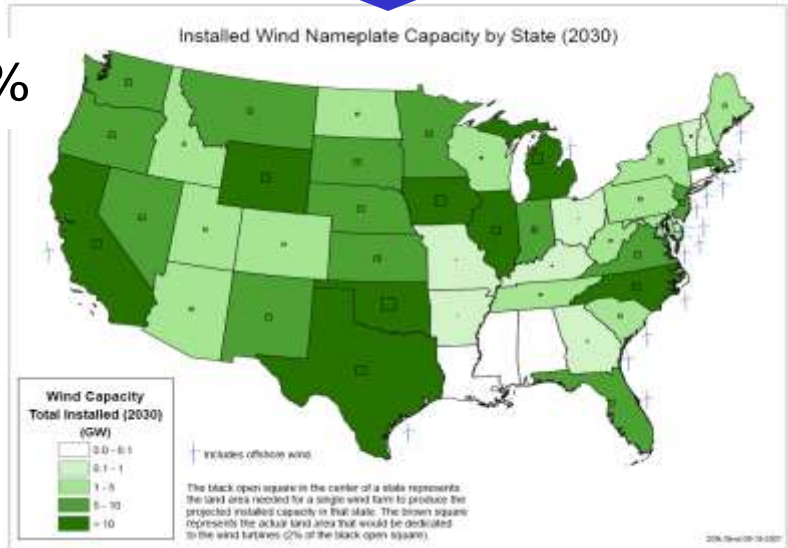 Installed Wind Nameplate Capacity by State (2030)
%
Wind Capacity
Total Installed (2030)
(GW)
0.0 - 0.1
0.1 - 1
1 - 5
5 - 10
> 10
Includes offshore wind.
The black open square in the center of a state represents
the land area needed for a single wind farm to produce the
projected installed capacity in that state. The brown square
represents the actual land area that would be dedicated
to the wind turbines (2% of the black open square).